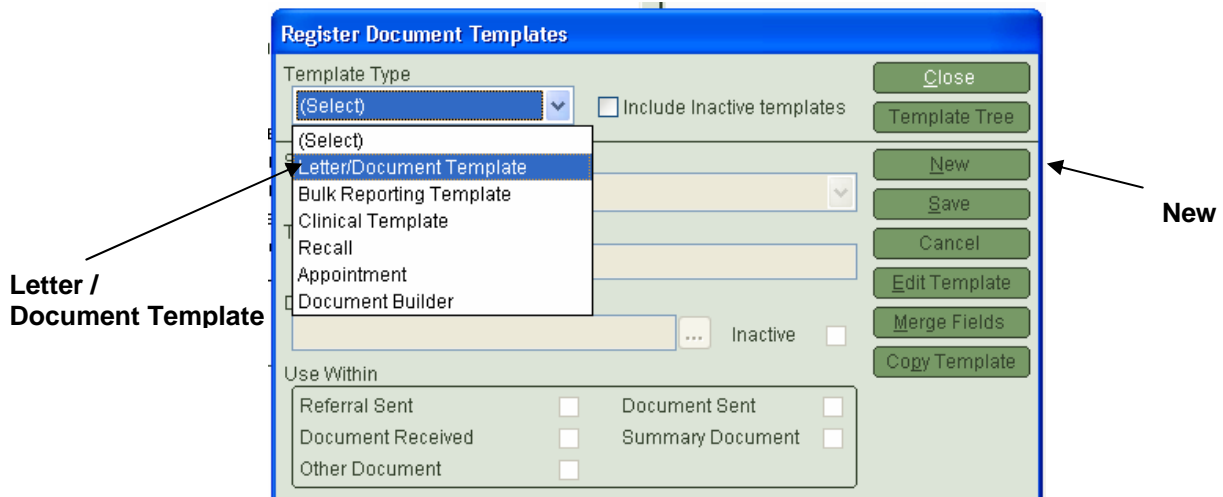 Register Document Templates
Template Type
Close
(Select)
Include Inactive templates
Template Tree
(Select)
Letter/Document Template
New
Bulk Reporting Template
Save
Clinical Template
New
Recall
Cancel
Appointment
Letter /
Document Template
Edit Template
Document Builder
Merge Fields
...
Inactive
Copy Template
Use Within
Referral Sent
Document Sent
Document Received
Summary Document
Other Document